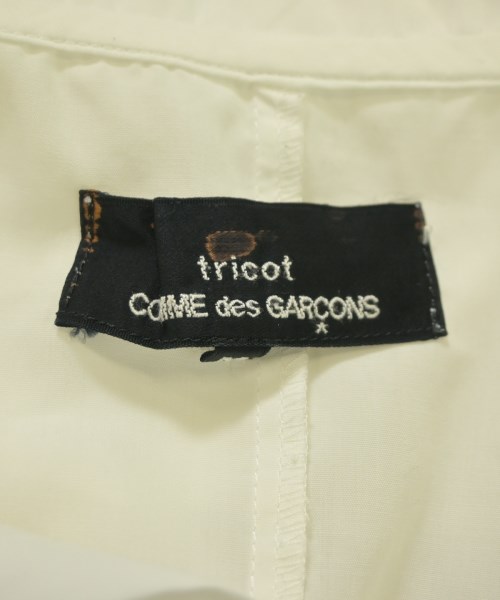 tricot
COMME des GARÇONS
*